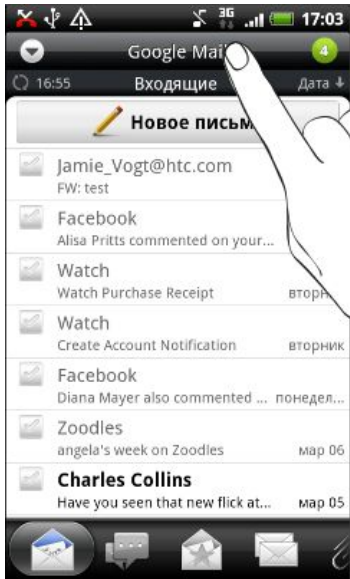 3G 17:03
Google Mail 4
16:55 Входящие Дата
Новое письм
Jamie_Vogt@htc.com
FW: test
Facebook
Alisa Pritts commented on your...
Watch
Watch Purchase Receipt вторн
Watch
Create Account Notification вторник
Facebook
Diana Mayer also commented ... понедел...
Zoodles
angela's week on Zoodles мар 06
Charles Collins
Have you seen that new flick at... мар 05